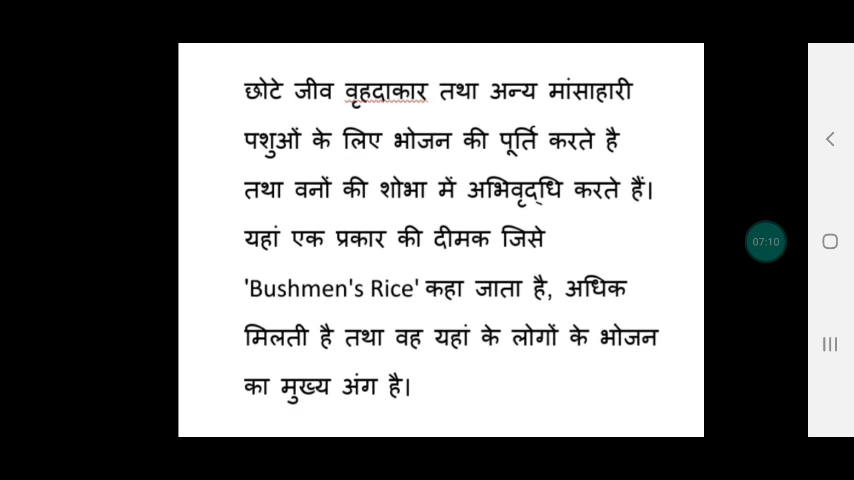 छोटे जीव वृहदाकार तथा अन्य मांसाहारी
पशुओं के लिए भोजन की पूर्ति करते है
तथा वनों की शोभा में अभिवृद्‌धि करते हैं।
यहां एक प्रकार की दीमक जिसे
'Bushmen's Rice' कहा जाता है, अधिक
मिलती है तथा वह यहां के लोगों के भोजन
का मुख्य अंग है।
07:10